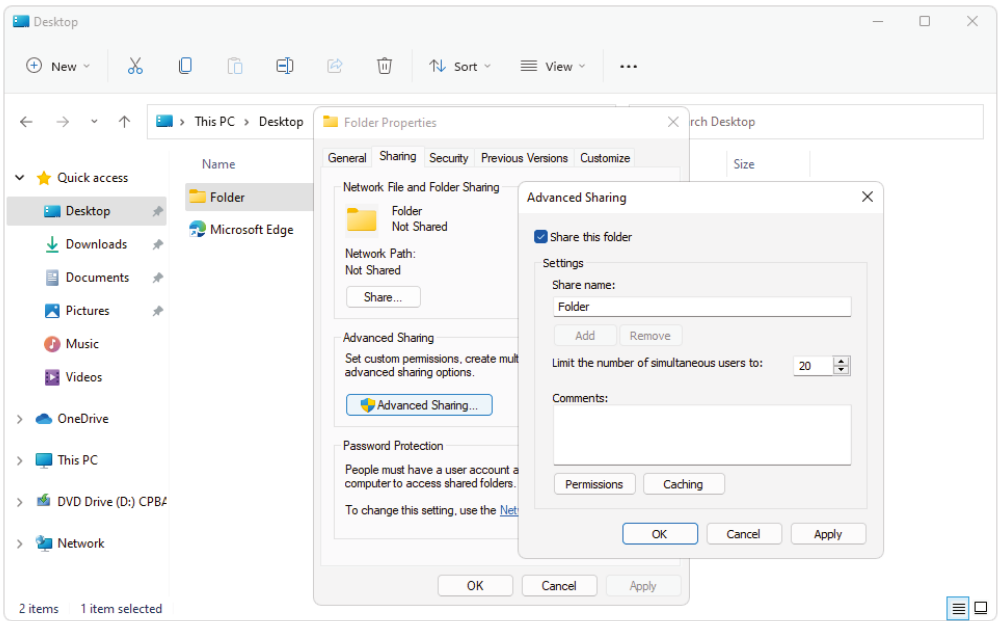 Desktop
New
Sort
View
This PC
Desktop
rch Desktop
Quick access
Desktop
Downloads
Documents
Pictures
Music
Videos
OneDrive
This PC
DVD Drive (D:) CPBA
Network
Name
Size
Folder
Microsoft Edge
Folder Properties
General
Sharing
Security
Previous Versions
Customize
Network File and Folder Sharing
Folder
Not Shared
Network Path:
Not Shared
Share...
Advanced Sharing
Set custom permissions, create mult
advanced sharing options.
Advanced Sharing...
Password Protection
People must have a user account a
computer to access shared folders.
To change this setting, use the Net
OK
Cancel
Apply
Advanced Sharing
Share this folder
Settings
Share name:
Folder
Add
Remove
Limit the number of simultaneous users to:
20
Comments:
Permissions
Caching
OK
Cancel
Apply
2 items
1 item selected